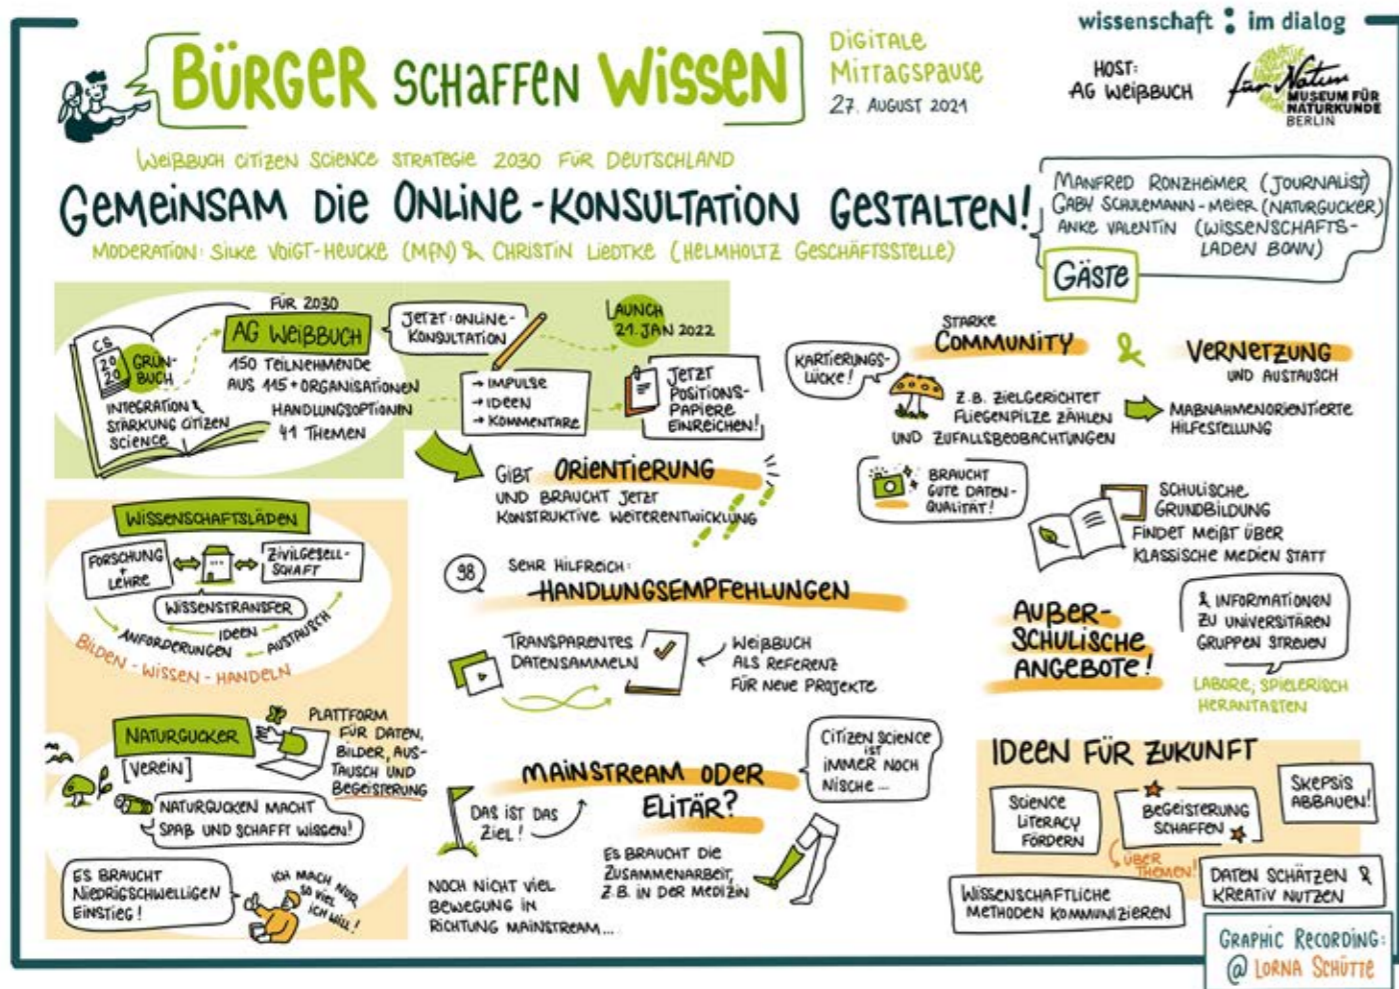 BÜRGER SCHAFFEN WISSEN
DIGITALE
MITTAGSPAUSE
27. AUGUST 2021
wissenschaft : im dialog
HOST:
AG WEIßBUCH
für Natur
MUSEUM FÜR
NATURKUNDE
BERLIN
WEIßBUCH CITIZEN SCIENCE STRATEGIE 2030 FÜR DEUTSCHLAND
GEMEINSAM DIE ONLINE-KONSULTATION GESTALTEN!
MODERATION: SILKE VOIGT-HEUCKE (MFN) & CHRISTIN LIEDTKE (HELMHOLTZ GESCHÄFTSSTELLE)
MANFRED RONZHEIMER (JOURNALIST)
GABY SCHULEMANN-MEIER (NATURGUCKER)
ANKE VALENTIN (WISSENSCHAFTS-
LADEN BONN)
GÄSTE
CS
20
20
GRÜN-
BUCH
INTEGRATION &
STÄRKUNG CITIZEN
SCIENCE
FÜR 2030
AG WEIßBUCH
150 TEILNEHMENDE
AUS 115+ ORGANISATIONEN
HANDLUNGSOPTIONEN
41 THEMEN
JETZT: ONLINE-
KONSULTATION
→ IMPULSE
→ IDEEN
→ KOMMENTARE
LAUNCH
21. JAN 2022
JETZT
POSITIONS-
PAPIERE
EINREICHEN!
GIBT ORIENTIERUNG
UND BRAUCHT JETZT
KONSTRUKTIVE WEITERENTWICKLUNG
STARKE
COMMUNITY
&
VERNETZUNG
UND AUSTAUSCH
KARTIERUNGS-
LÜCKE!
Z.B. ZIELGERICHTET
FLIEGENPILZE ZÄHLEN
UND ZUFALLSBEOBACHTUNGEN
MAßNAHMENORIENTIERTE
HILFESTELLUNG
BRAUCHT
GUTE DATEN-
QUALITÄT!
SCHULISCHE
GRUNDBILDUNG
FINDET MEIßT ÜBER
KLASSISCHE MEDIEN STATT
WISSENSCHAFTSLÄDEN
FORSCHUNG
+
LEHRE
ZIVILGESELL-
SCHAFT
WISSENSTRANSFER
IDEEN
ANFORDERUNGEN
AUSTAUSCH
BILDEN - WISSEN - HANDELN
98
SEHR HILFREICH:
HANDLUNGSEMPFEHLUNGEN
TRANSPARENTES
DATENSAMMELN
WEIßBUCH
ALS REFERENZ
FÜR NEUE PROJEKTE
AUßER-
SCHULISCHE
ANGEBOTE!
& INFORMATIONEN
ZU UNIVERSITÄREN
GRUPPEN STREUEN
LABORE, SPIELERISCH
HERANTASTEN
NATURGUCKER
[VEREIN]
PLATTFORM
FÜR DATEN,
BILDER, AUS-
TAUSCH UND
BEGEISTERUNG
NATURGUCKEN MACHT
SPAß UND SCHAFFT WISSEN!
ES BRAUCHT
NIEDRIGSCHWELLIGEN
EINSTIEG!
ICH MACH NUR
SO VIEL
ICH WILL!
MAINSTREAM ODER
ELITÄR?
DAS IST DAS
ZIEL!
CITIZEN SCIENCE
IST
IMMER NOCH
NISCHE...
NOCH NICHT VIEL
BEWEGUNG IN
RICHTUNG MAINSTREAM...
ES BRAUCHT DIE
ZUSAMMENARBEIT,
Z.B. IN DER MEDIZIN
IDEEN FÜR ZUKUNFT
SCIENCE
LITERACY
FÖRDERN
BEGEISTERUNG
SCHAFFEN
ÜBER
THEMEN!
SKEPSIS
ABBAUEN!
WISSENSCHAFTLICHE
METHODEN KOMMUNIZIEREN
DATEN SCHÄTZEN &
KREATIV NUTZEN
GRAPHIC RECORDING:
@ LORNA SCHÜTTE